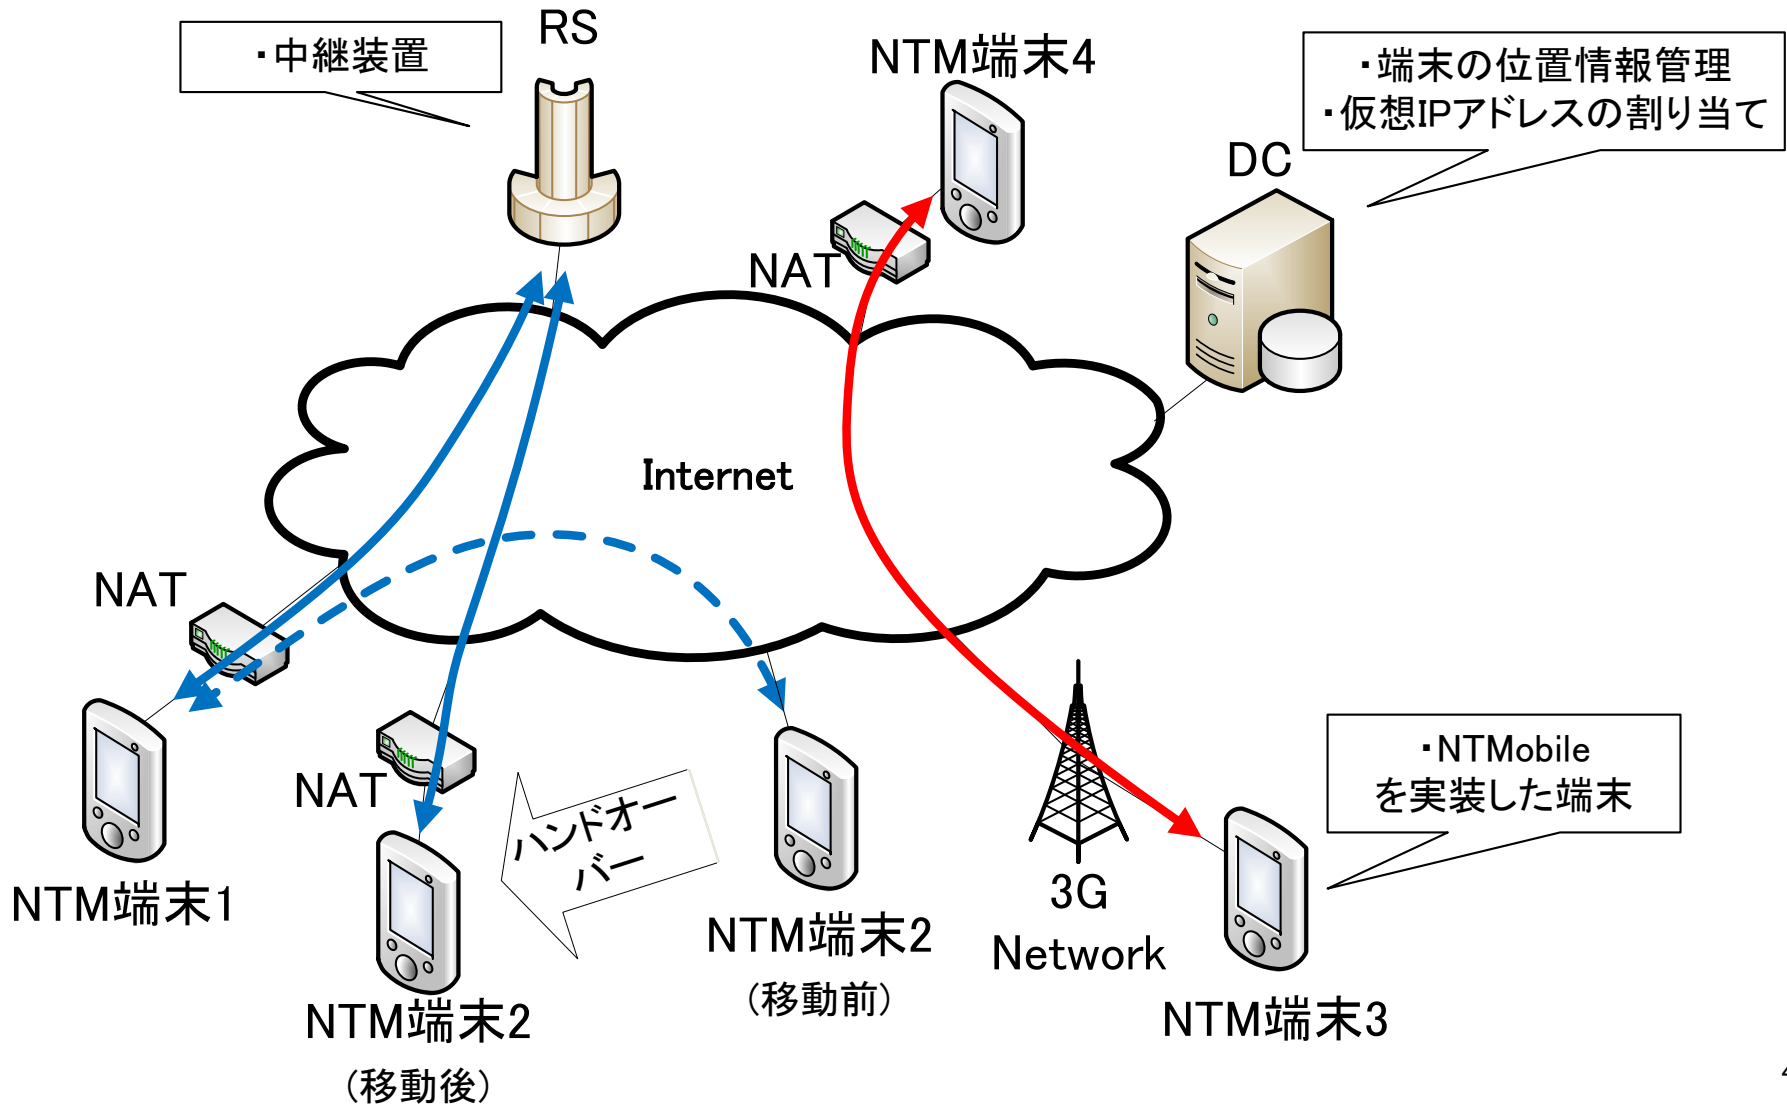 RS
・中継装置
NTM端末4
・端末の位置情報管理
・仮想IPアドレスの割り当て
DC
NAT
Internet
NAT
NAT
ハンドオー
バー
・NTMobile
を実装した端末
NTM端末1
NTM端末2
(移動後)
NTM端末2
(移動前)
3G
Network
NTM端末3